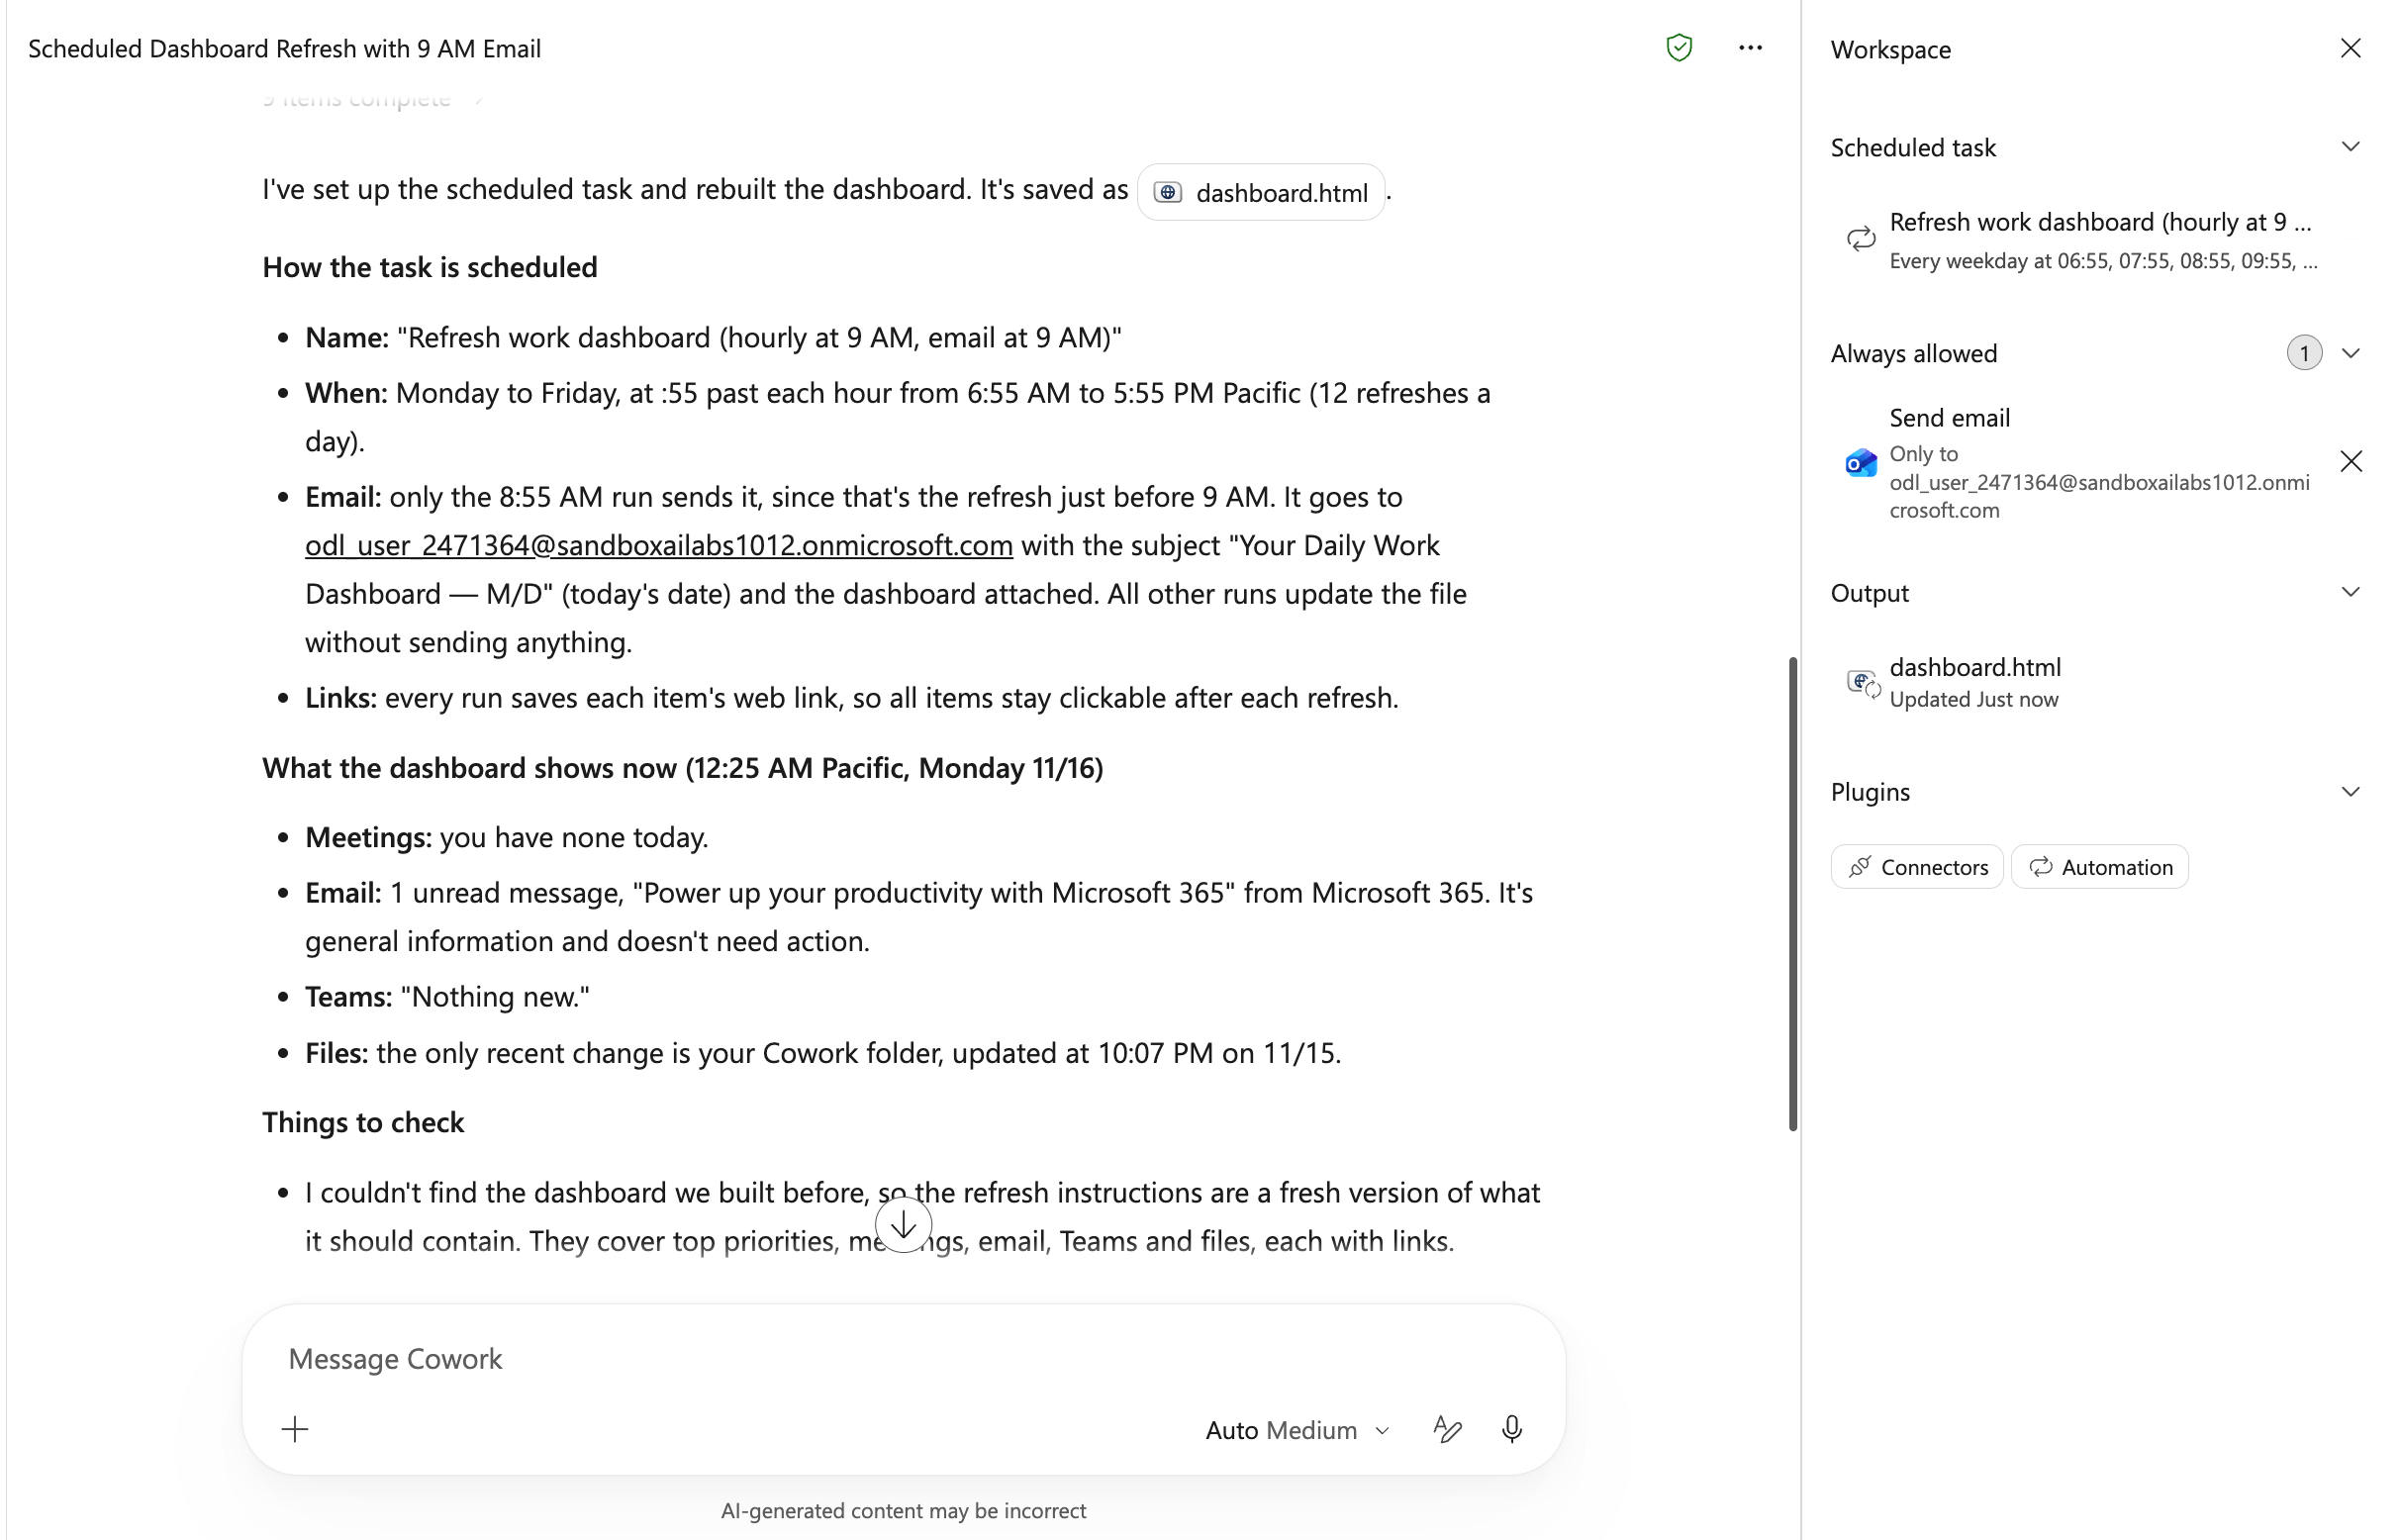 Scheduled Dashboard Refresh with 9 AM Email
9 items complete
I've set up the scheduled task and rebuilt the dashboard. It's saved as dashboard.html.
How the task is scheduled
• Name: "Refresh work dashboard (hourly at 9 AM, email at 9 AM)"
• When: Monday to Friday, at :55 past each hour from 6:55 AM to 5:55 PM Pacific (12 refreshes a
day).
• Email: only the 8:55 AM run sends it, since that's the refresh just before 9 AM. It goes to
odl_user_2471364@sandboxailabs1012.onmicrosoft.com with the subject "Your Daily Work
Dashboard — M/D" (today's date) and the dashboard attached. All other runs update the file
without sending anything.
• Links: every run saves each item's web link, so all items stay clickable after each refresh.
What the dashboard shows now (12:25 AM Pacific, Monday 11/16)
• Meetings: you have none today.
• Email: 1 unread message, "Power up your productivity with Microsoft 365" from Microsoft 365. It's
general information and doesn't need action.
• Teams: "Nothing new."
• Files: the only recent change is your Cowork folder, updated at 10:07 PM on 11/15.
Things to check
• I couldn't find the dashboard we built before, so the refresh instructions are a fresh version of what
it should contain. They cover top priorities, meetings, email, Teams and files, each with links.
Message Cowork
Auto Medium
AI-generated content may be incorrect
Workspace
Scheduled task
Refresh work dashboard (hourly at 9 ...
Every weekday at 06:55, 07:55, 08:55, 09:55, ...
Always allowed
1
Send email
Only to
odl_user_2471364@sandboxailabs1012.onmi
crosoft.com
Output
dashboard.html
Updated Just now
Plugins
Connectors
Automation